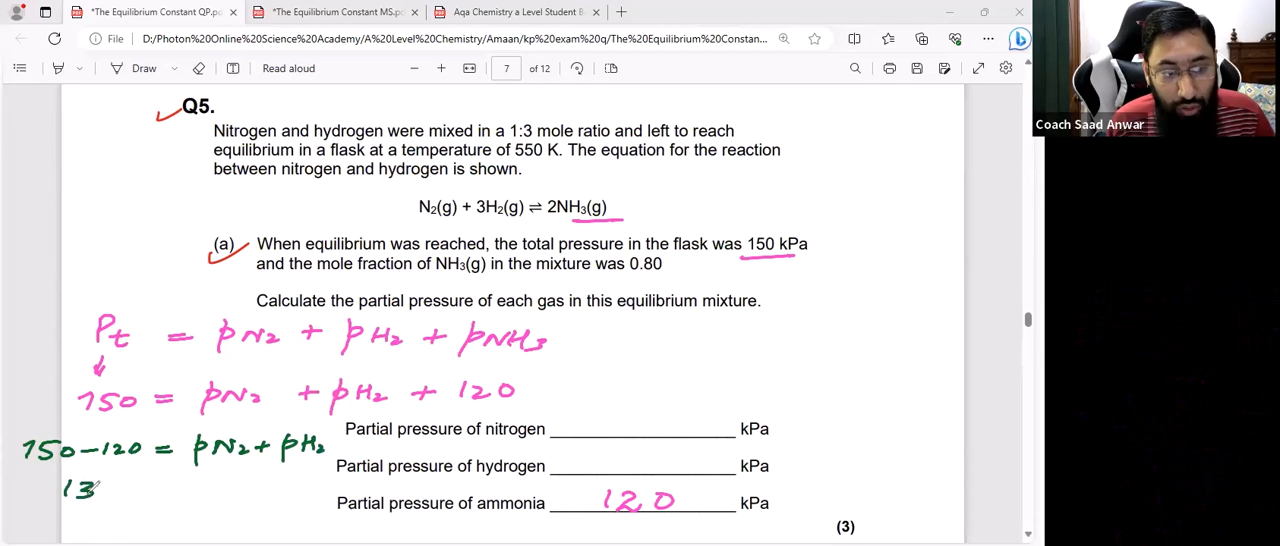 *The Equilibrium Constant QP.pd
*The Equilibrium Constant MS.pd
Aqa Chemistry a Level Student B
File
D:/Photon%20Online%20Science%20Academy/A%20Level%20Chemistry/Amaan/kp%20exam%20q/The%20Equilibrium%20Constan...
Draw
Read aloud
7 of 12
Coach Saad Anwar
Q5.
Nitrogen and hydrogen were mixed in a 1:3 mole ratio and left to reach
equilibrium in a flask at a temperature of 550 K. The equation for the reaction
between nitrogen and hydrogen is shown.
N₂(g) + 3H₂(g) ⇌ 2NH₃(g)
(a) When equilibrium was reached, the total pressure in the flask was 150 kPa
and the mole fraction of NH₃(g) in the mixture was 0.80
Calculate the partial pressure of each gas in this equilibrium mixture.
Pt = pN₂ + pH₂ + pNH₃
150 = pN₂ + pH₂ + 120
Partial pressure of nitrogen kPa
150-120 = pN₂+pH₂
Partial pressure of hydrogen kPa
13
Partial pressure of ammonia 120 kPa
(3)